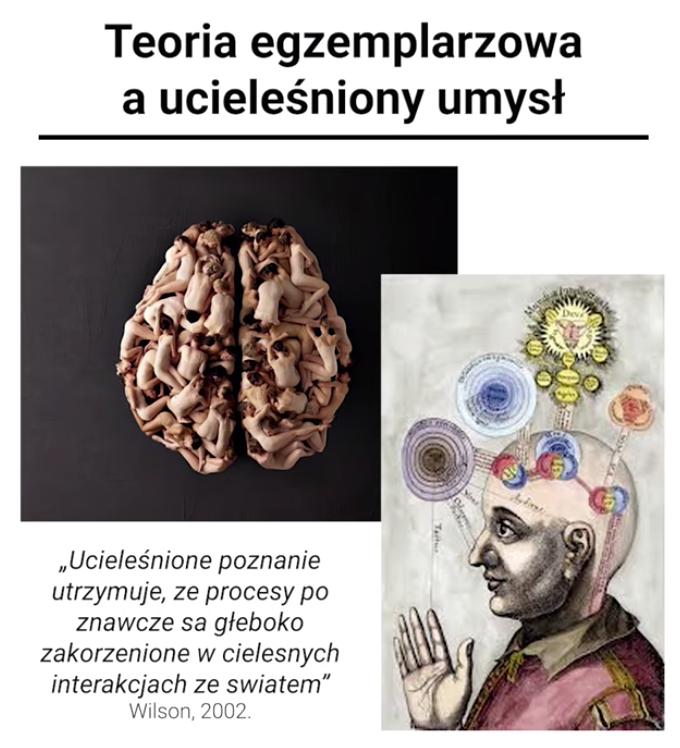 Teoria egzemplarzowa
a ucieleśniony umysł
Deus
„Ucieleśnione poznanie
utrzymuje, ze procesy po
znawcze sa głeboko
zakorzenione w cielesnych
interakcjach ze swiatem”
Wilson, 2002.